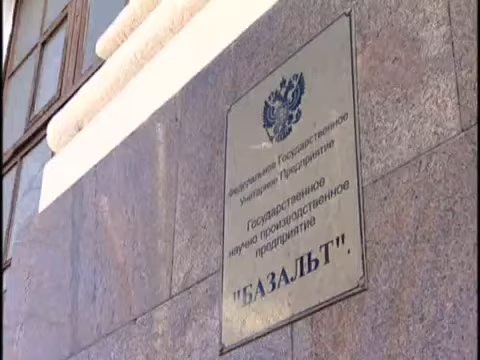 Федеральное Государственное
Унитарное Предприятие
Государственное
научно производственное
предприятие
"БАЗАЛЬТ".